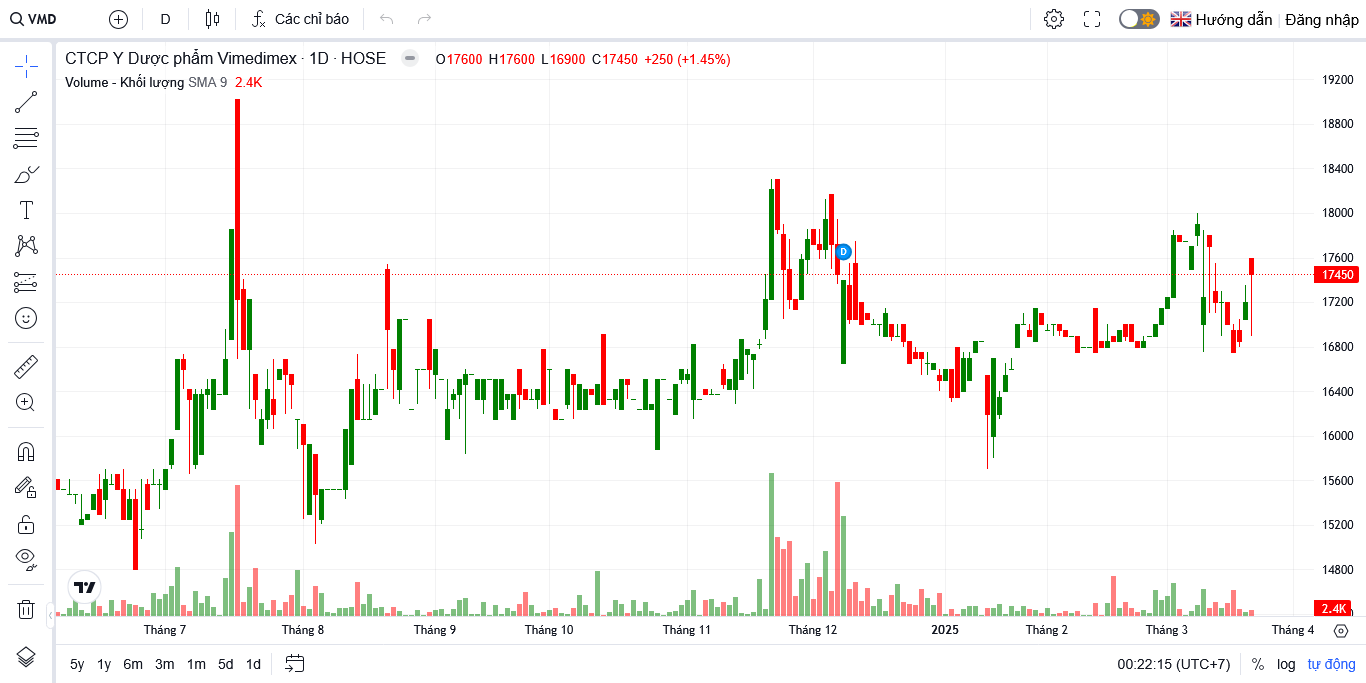 VMD D Các chỉ báo Hướng dẫn Đăng nhập
CTCP Y Dược phẩm Vimedimex · 1D · HOSE O17600 H17600 L16900 C17450 +250 (+1.45%)
Volume - Khối lượng SMA 9 2.4K
19200
18800
18400
18000
D
17600
17450
17200
16800
16400
16000
15600
15200
14800
2.4K
Tháng 7 Tháng 8 Tháng 9 Tháng 10 Tháng 11 Tháng 12 2025 Tháng 2 Tháng 3 Tháng 4
5y 1y 6m 3m 1m 5d 1d 00:22:15 (UTC+7) % log tự động